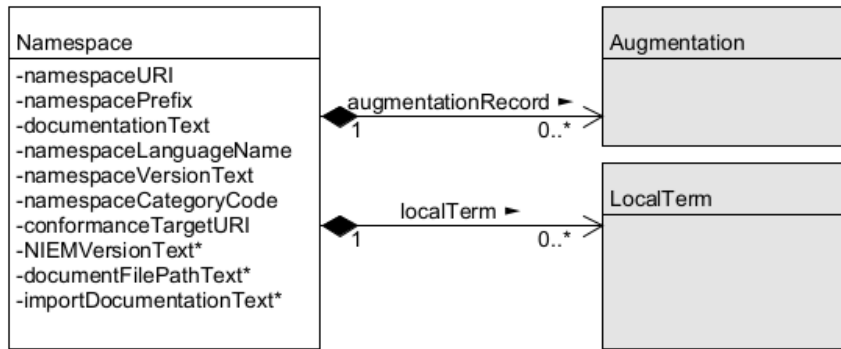 Namespace
-namespaceURI
-namespacePrefix
-documentationText
-namespaceLanguageName
-namespaceVersionText
-namespaceCategoryCode
-conformanceTargetURI
-NIEMVersionText*
-documentFilePathText*
-importDocumentationText*
augmentationRecord ►
1 0..*
localTerm ►
1 0..*
Augmentation
LocalTerm